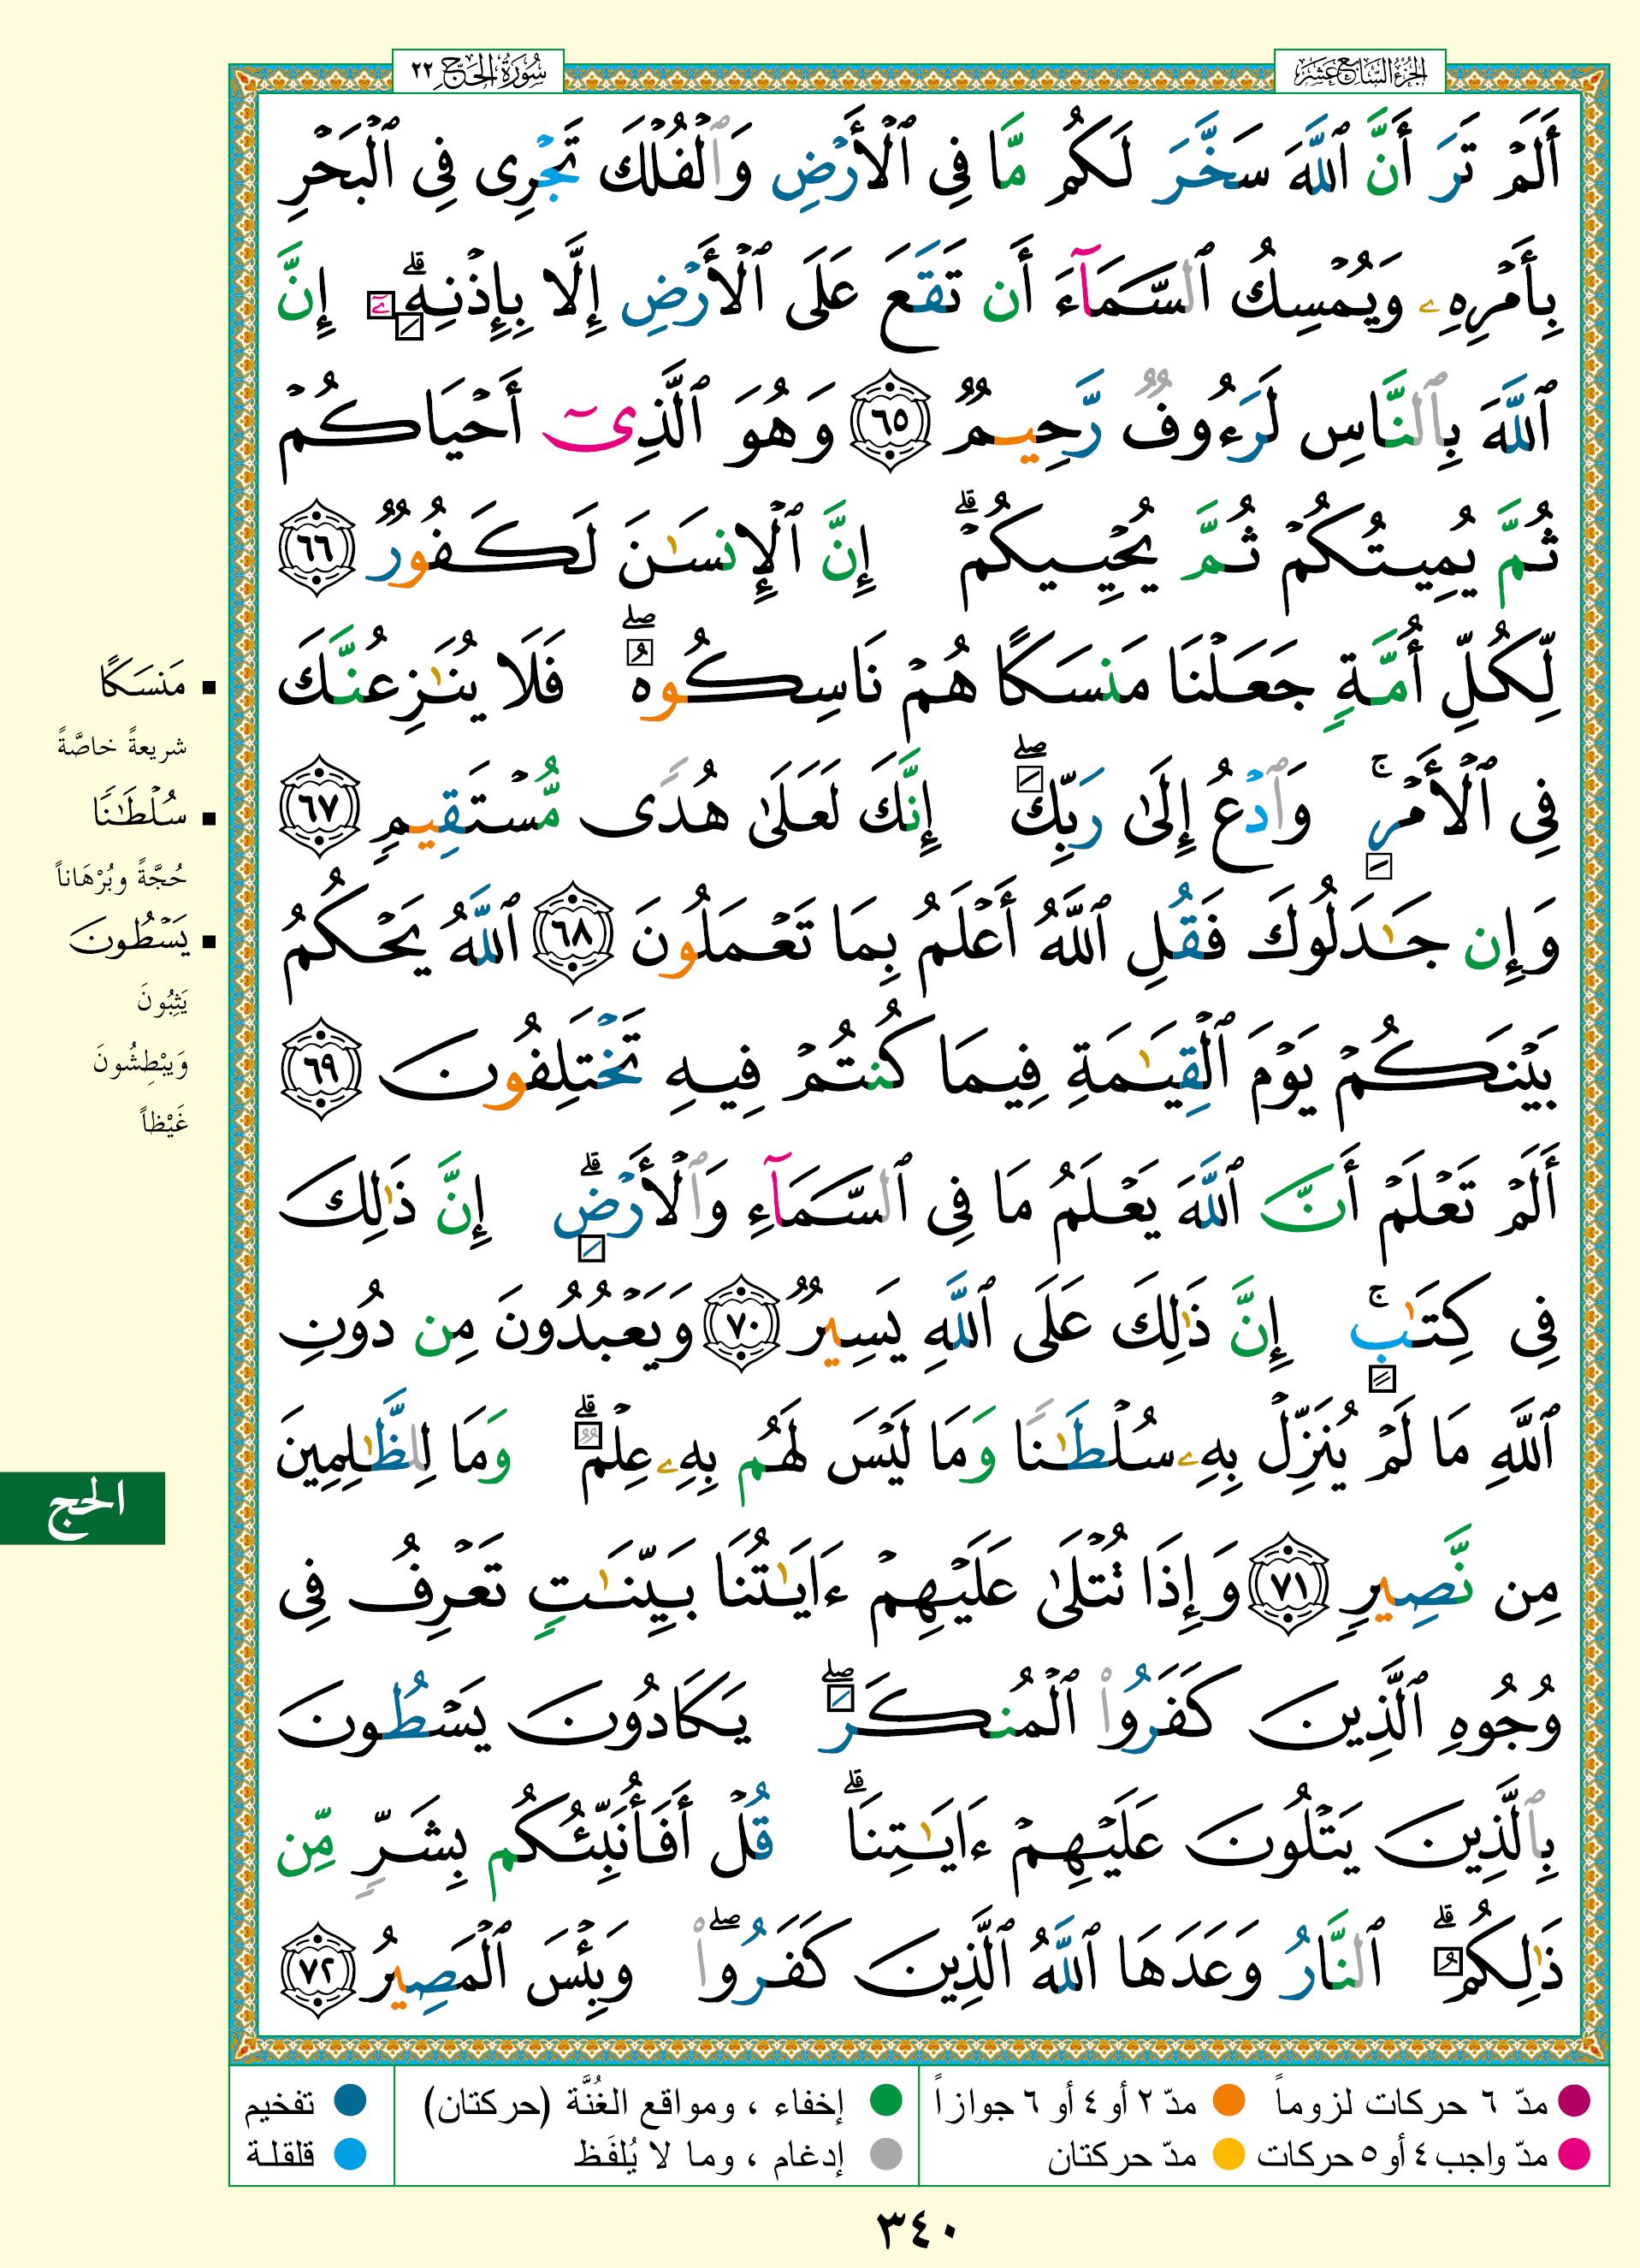 الجزء السابع عشر
سورة الحج ٢٢
أَلَمْ تَرَ أَنَّ ٱللَّهَ سَخَّرَ لَكُم مَّا فِى ٱلْأَرْضِ وَٱلْفُلْكَ تَجْرِى فِى ٱلْبَحْرِ
بِأَمْرِهِۦ وَيُمْسِكُ ٱلسَّمَآءَ أَن تَقَعَ عَلَى ٱلْأَرْضِ إِلَّا بِإِذْنِهِۦٓ ۗ إِنَّ
ٱللَّهَ بِٱلنَّاسِ لَرَءُوفٌ رَّحِيمٌ ٦٥ وَهُوَ ٱلَّذِىٓ أَحْيَاكُمْ
ثُمَّ يُمِيتُكُمْ ثُمَّ يُحْيِيكُمْ ۗ إِنَّ ٱلْإِنسَٰنَ لَكَفُورٌ ٦٦
لِّكُلِّ أُمَّةٍ جَعَلْنَا مَنسَكًا هُمْ نَاسِكُوهُ ۖ فَلَا يُنَٰزِعُنَّكَ
فِى ٱلْأَمْرِ ۚ وَٱدْعُ إِلَىٰ رَبِّكَ ۖ إِنَّكَ لَعَلَىٰ هُدًى مُّسْتَقِيمٍ ٦٧
وَإِن جَٰدَلُوكَ فَقُلِ ٱللَّهُ أَعْلَمُ بِمَا تَعْمَلُونَ ٦٨ ٱللَّهُ يَحْكُمُ
بَيْنَكُمْ يَوْمَ ٱلْقِيَٰمَةِ فِيمَا كُنتُمْ فِيهِ تَخْتَلِفُونَ ٦٩
أَلَمْ تَعْلَمْ أَنَّ ٱللَّهَ يَعْلَمُ مَا فِى ٱلسَّمَآءِ وَٱلْأَرْضِ ۗ إِنَّ ذَٰلِكَ
فِى كِتَٰبٍ ۚ إِنَّ ذَٰلِكَ عَلَى ٱللَّهِ يَسِيرٌ ٧٠ وَيَعْبُدُونَ مِن دُونِ
ٱللَّهِ مَا لَمْ يُنَزِّلْ بِهِۦ سُلْطَٰنًا وَمَا لَيْسَ لَهُم بِهِۦ عِلْمٌ ۗ وَمَا لِلظَّٰلِمِينَ
مِن نَّصِيرٍ ٧١ وَإِذَا تُتْلَىٰ عَلَيْهِمْ ءَايَٰتُنَا بَيِّنَٰتٍ تَعْرِفُ فِى
وُجُوهِ ٱلَّذِينَ كَفَرُوا۟ ٱلْمُنكَرَ ۖ يَكَادُونَ يَسْطُونَ
بِٱلَّذِينَ يَتْلُونَ عَلَيْهِمْ ءَايَٰتِنَا ۗ قُلْ أَفَأُنَبِّئُكُم بِشَرٍّ مِّن
ذَٰلِكُمُ ۗ ٱلنَّارُ وَعَدَهَا ٱللَّهُ ٱلَّذِينَ كَفَرُوا۟ ۖ وَبِئْسَ ٱلْمَصِيرُ ٧٢
مَنسَكًا
شريعةً خاصَّةً
سُلْطَٰنًا
حُجَّةً وبُرْهَاناً
يَسْطُونَ
يَثِبُونَ
وَيبْطِشُونَ
غَيْظاً
الحج
مدّ ٦ حركات لزوماً
مدّ ٢ أو ٤ أو ٦ جوازاً
إخفاء ، ومواقع الغُنَّة (حركتان)
تفخيم
مدّ واجب ٤ أو ٥ حركات
مدّ حركتان
إدغام ، وما لا يُلفَظ
قلقلة
٣٤٠